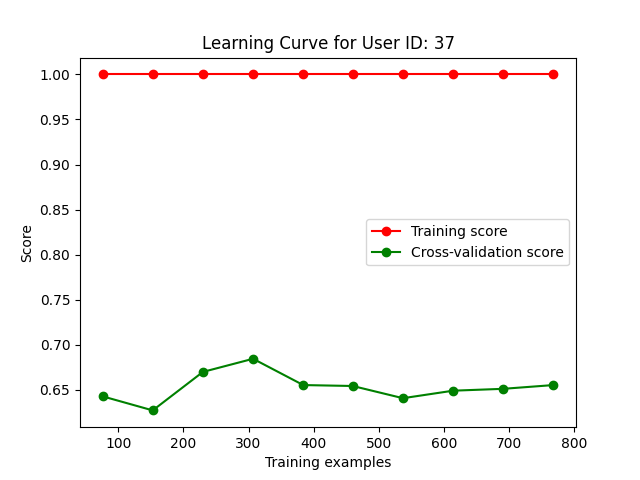 Learning Curve for User ID: 37
1.00
0.95
0.90
0.85
0.80
0.75
0.70
0.65
Score
Training score
Cross-validation score
100 200 300 400 500 600 700 800
Training examples